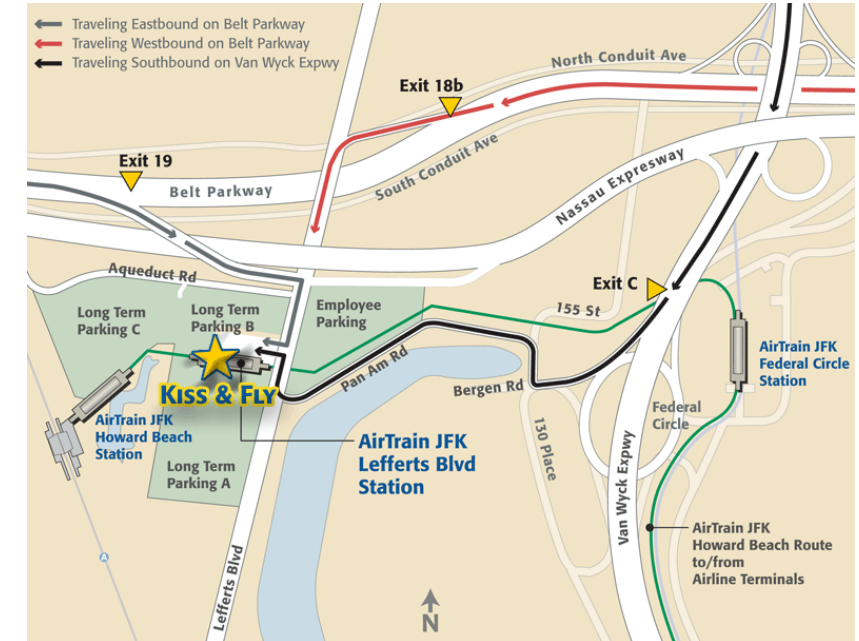 Traveling Eastbound on Belt Parkway
Traveling Westbound on Belt Parkway
Traveling Southbound on Van Wyck Expwy
North Conduit Ave
Exit 18b
South Conduit Ave
Exit 19
Belt Parkway
Nassau Expresway
Aqueduct Rd
Exit C
155 St
Long Term
Parking C
Long Term
Parking B
Employee
Parking
AirTrain JFK
Federal Circle
Station
Pan Am Rd
Bergen Rd
KISS & FLY
AirTrain JFK
Howard Beach
Station
Federal
Circle
130 Place
AirTrain JFK
Lefferts Blvd
Station
Long Term
Parking A
Van Wyck Expwy
AirTrain JFK
Howard Beach Route
to/from
Airline Terminals
A
Lefferts Blvd
N